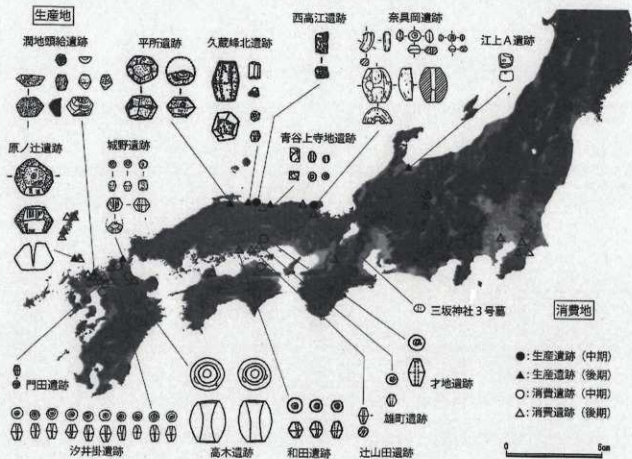 生産地
潤地頭給遺跡
平所遺跡
久蔵峰北遺跡
西高江遺跡
奈具岡遺跡
江上A遺跡
原ノ辻遺跡
城野遺跡
青谷上寺地遺跡
三坂神社3号墓
消費地
●:生産遺跡(中期)
▲:生産遺跡(後期)
○:消費遺跡(中期)
△:消費遺跡(後期)
門田遺跡
才地遺跡
雄町遺跡
汐井掛遺跡
高木遺跡
和田遺跡
辻山田遺跡
0 5cm